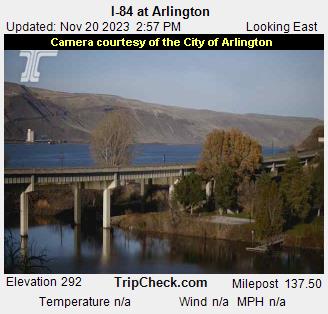 I-84 at Arlington
Updated: Nov 20 2023 2:57 PM Looking East
Camera courtesy of the City of Arlington
Elevation 292 TripCheck.com Milepost 137.50
Temperature n/a Wind n/a MPH n/a